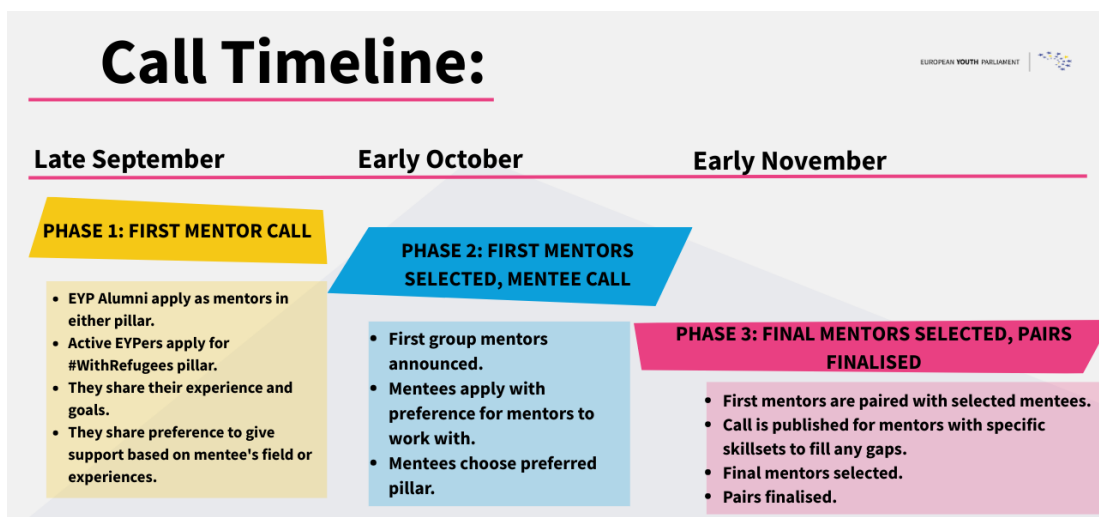 Call Timeline:
EUROPEAN YOUTH PARLIAMENT
Late September
Early October
Early November
PHASE 1: FIRST MENTOR CALL
• EYP Alumni apply as mentors in
either pillar.
• Active EYPers apply for
#WithRefugees pillar.
• They share their experience and
goals.
• They share preference to give
support based on mentee's field or
experiences.
PHASE 2: FIRST MENTORS
SELECTED, MENTEE CALL
• First group mentors
announced.
• Mentees apply with
preference for mentors to
work with.
• Mentees choose preferred
pillar.
PHASE 3: FINAL MENTORS SELECTED, PAIRS
FINALISED
• First mentors are paired with selected mentees.
• Call is published for mentors with specific
skillsets to fill any gaps.
• Final mentors selected.
• Pairs finalised.